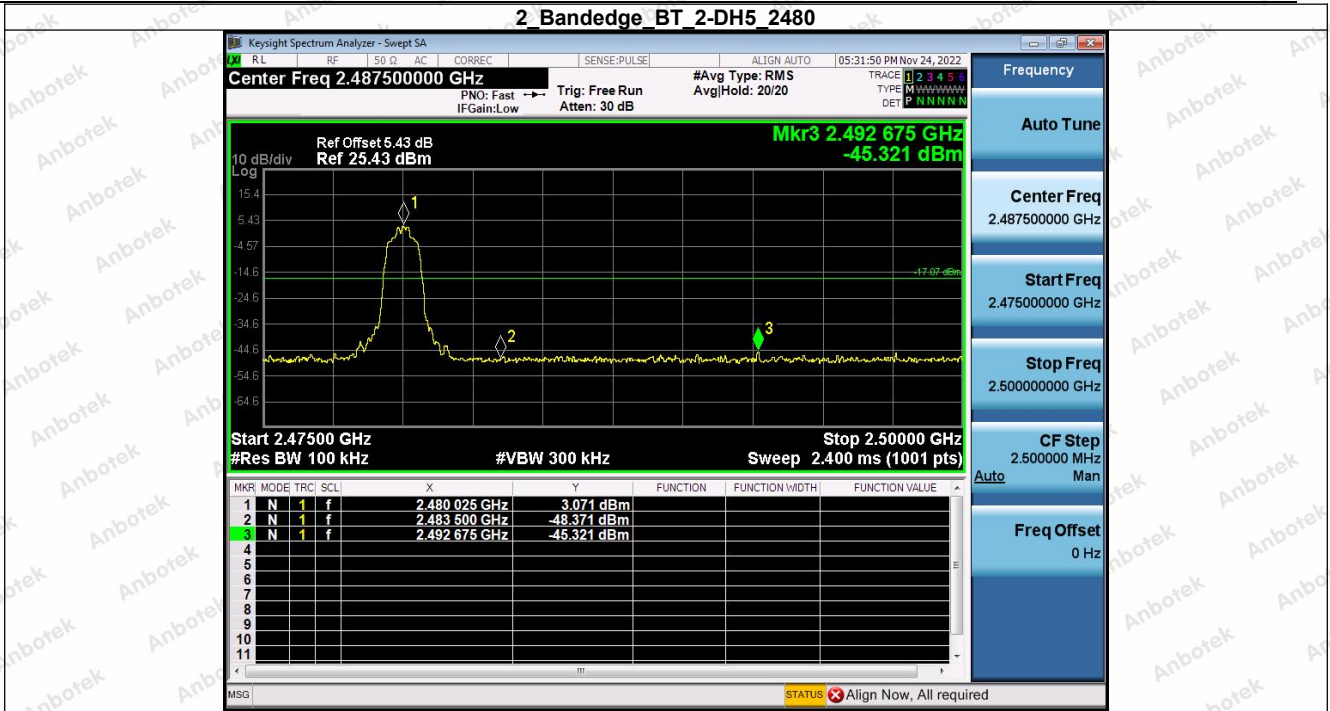 2_Bandedge_BT_2-DH5_2480
Keysight Spectrum Analyzer - Swept SA
LXI RL RF 50 Ω AC CORREC SENSE:PULSE ALIGN AUTO 05:31:50 PM Nov 24, 2022
Center Freq 2.487500000 GHz
PNO: Fast
IFGain:Low
Trig: Free Run
Atten: 30 dB
#Avg Type: RMS
Avg|Hold: 20/20
TRACE 1 2 3 4 5 6
TYPE M WWWWW
DET P N N N N N
Mkr3 2.492 675 GHz
-45.321 dBm
Ref Offset 5.43 dB
10 dB/div Ref 25.43 dBm
Log
15.4
5.43
-4.57
-14.6
-24.6
-34.6
-44.6
-54.6
-64.6
1
2
3
-17.07 dBm
Start 2.47500 GHz Stop 2.50000 GHz
#Res BW 100 kHz #VBW 300 kHz Sweep 2.400 ms (1001 pts)
MKR MODE TRC SCL X Y FUNCTION FUNCTION WIDTH FUNCTION VALUE
1 N 1 f 2.480 025 GHz 3.071 dBm
2 N 1 f 2.483 500 GHz -48.371 dBm
3 N 1 f 2.492 675 GHz -45.321 dBm
4
5
6
7
8
9
10
11
MSG STATUS Align Now, All required
Frequency
Auto Tune
Center Freq
2.487500000 GHz
Start Freq
2.475000000 GHz
Stop Freq
2.500000000 GHz
CF Step
2.500000 MHz
Auto Man
Freq Offset
0 Hz
Anbotek